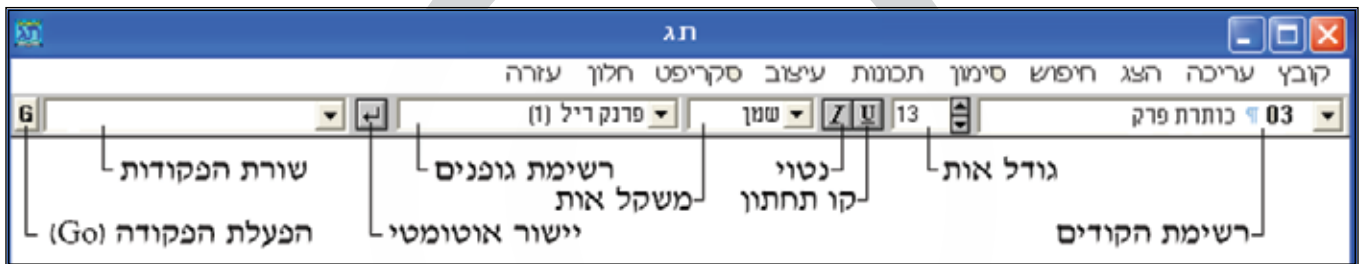 תג
תג
קובץ עריכה הצג חיפוש סימון תכונות עיצוב סקריפט חלון עזרה
03 ¶ כותרת פרק 13 U I שמן פרנק ריל (1) G
גודל אות נטוי רשימת גופנים שורת הפקודות
קו תחתון משקל אות
רשימת הקודים יישור אוטומטי הפעלת הפקודה (Go)